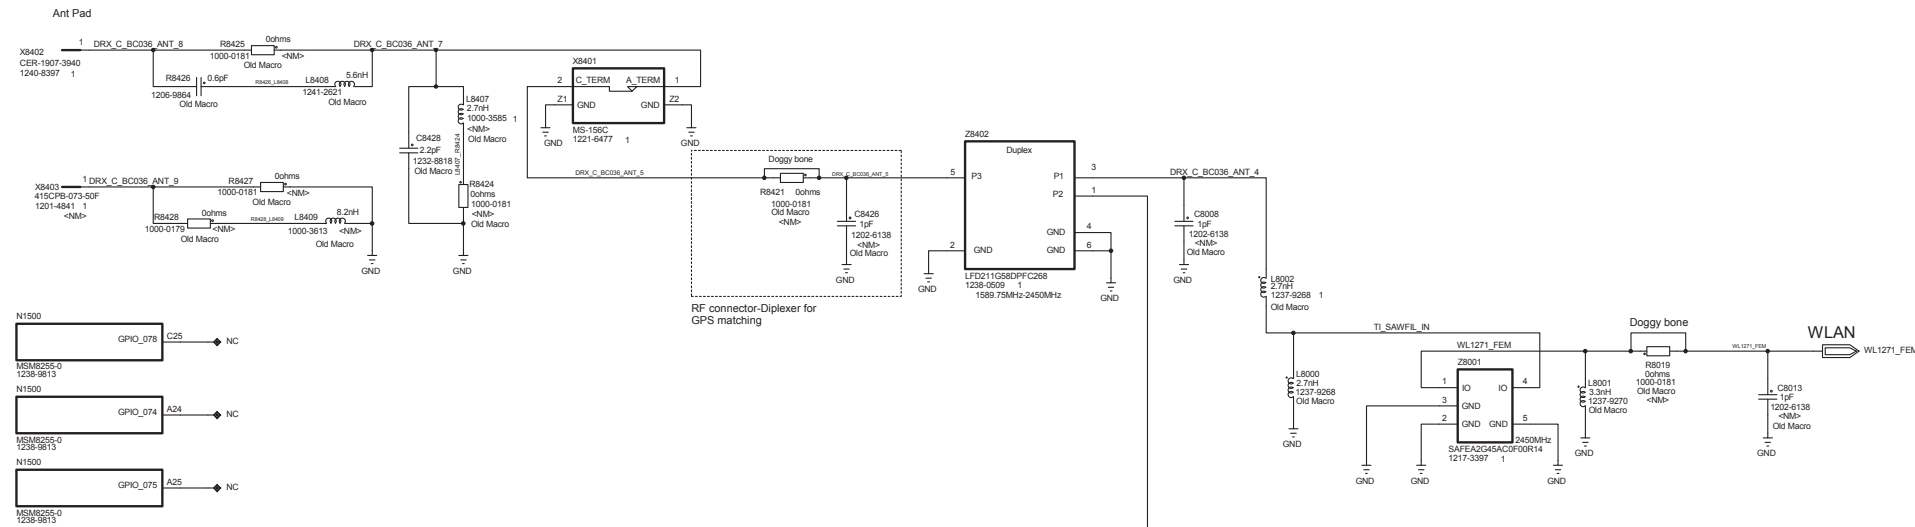 Ant Pad
X8402
CER-1907-3940
1240-8397 1
1
DRX_C_BC036_ANT_8
R8425
0ohms
1000-0181
<NM>
Old Macro
DRX_C_BC036_ANT_7
R8426
0.6pF
1206-9864
Old Macro
R8426_L8408
L8408
5.6nH
1241-2621
Old Macro
L8407
2.7nH
1000-3585 1
<NM>
Old Macro
C8428
2.2pF
1232-8818
Old Macro
L8407_R8424
R8424
0ohms
1000-0181
<NM>
Old Macro
GND
X8403
415CPB-073-50F
1201-4841 1
<NM>
1
DRX_C_BC036_ANT_9
R8427
0ohms
1000-0181
<NM>
Old Macro
R8428
0ohms
1000-0179
<NM>
Old Macro
R8428_L8409
L8409
8.2nH
1000-3613
<NM>
Old Macro
GND
X8401
2 C_TERM A_TERM 1
Z1 GND GND Z2
MS-156C
1221-6477 1
GND
GND
DRX_C_BC036_ANT_5
Doggy bone
R8421
0ohms
1000-0181
Old Macro
<NM>
DRX_C_BC036_ANT_5
C8426
1pF
1202-6138
<NM>
Old Macro
GND
RF connector-Diplexer for
GPS matching
Z8402
Duplex
5 P3 P1 3
P2 1
GND 4
2 GND GND 6
LFD211G58DPFC268
1238-0509 1
1589.75MHz-2450MHz
GND
GND
DRX_C_BC036_ANT_4
C8008
1pF
1202-6138
<NM>
Old Macro
GND
L8002
2.7nH
1237-9268 1
Old Macro
TI_SAWFIL_IN
L8000
2.7nH
1237-9268
Old Macro
GND
WL1271_FEM
Z8001
1 IO IO 4
3 GND
2 GND GND 5
2450MHz
SAFEA2G45AC0F00R14
1217-3397 1
GND
GND
GND
L8001
3.3nH
1237-9270
Old Macro
GND
Doggy bone
R8019
0ohms
1000-0181
Old Macro
<NM>
WL1271_FEM
C8013
1pF
1202-6138
<NM>
Old Macro
GND
WLAN
WL1271_FEM
N1500
GPIO_078 C25 NC
MSM8255-0
1238-9813
N1500
GPIO_074 A24 NC
MSM8255-0
1238-9813
N1500
GPIO_075 A25 NC
MSM8255-0
1238-9813